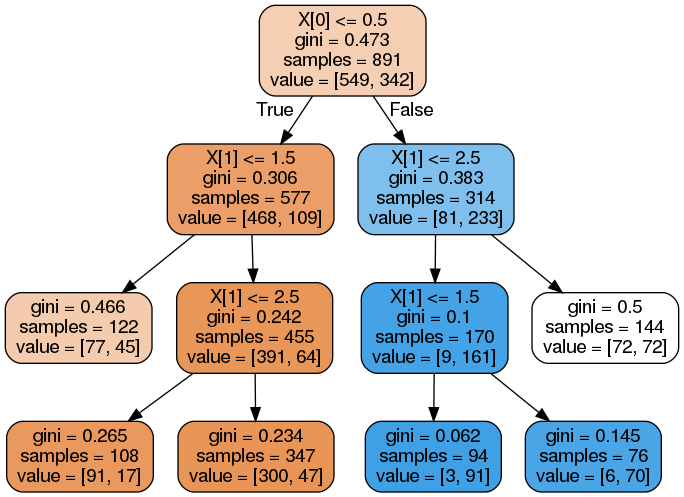 X[0] <= 0.5
gini = 0.473
samples = 891
value = [549, 342]
True
False
X[1] <= 1.5
gini = 0.306
samples = 577
value = [468, 109]
X[1] <= 2.5
gini = 0.383
samples = 314
value = [81, 233]
gini = 0.466
samples = 122
value = [77, 45]
X[1] <= 2.5
gini = 0.242
samples = 455
value = [391, 64]
X[1] <= 1.5
gini = 0.1
samples = 170
value = [9, 161]
gini = 0.5
samples = 144
value = [72, 72]
gini = 0.265
samples = 108
value = [91, 17]
gini = 0.234
samples = 347
value = [300, 47]
gini = 0.062
samples = 94
value = [3, 91]
gini = 0.145
samples = 76
value = [6, 70]